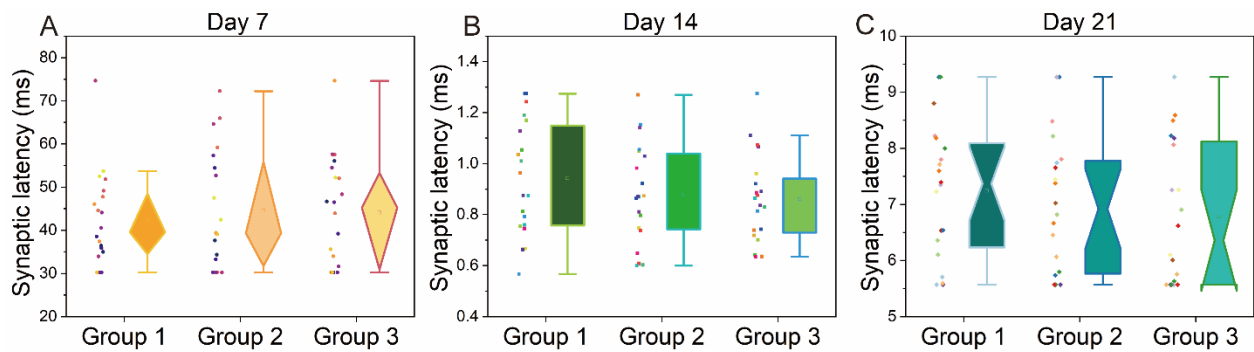 A
Day 7
Synaptic latency (ms)
80
70
60
50
40
30
20
Group 1
Group 2
Group 3
B
Day 14
Synaptic latency (ms)
1.4
1.2
1.0
0.8
0.6
0.4
Group 1
Group 2
Group 3
C
Day 21
Synaptic latency (ms)
10
9
8
7
6
5
Group 1
Group 2
Group 3